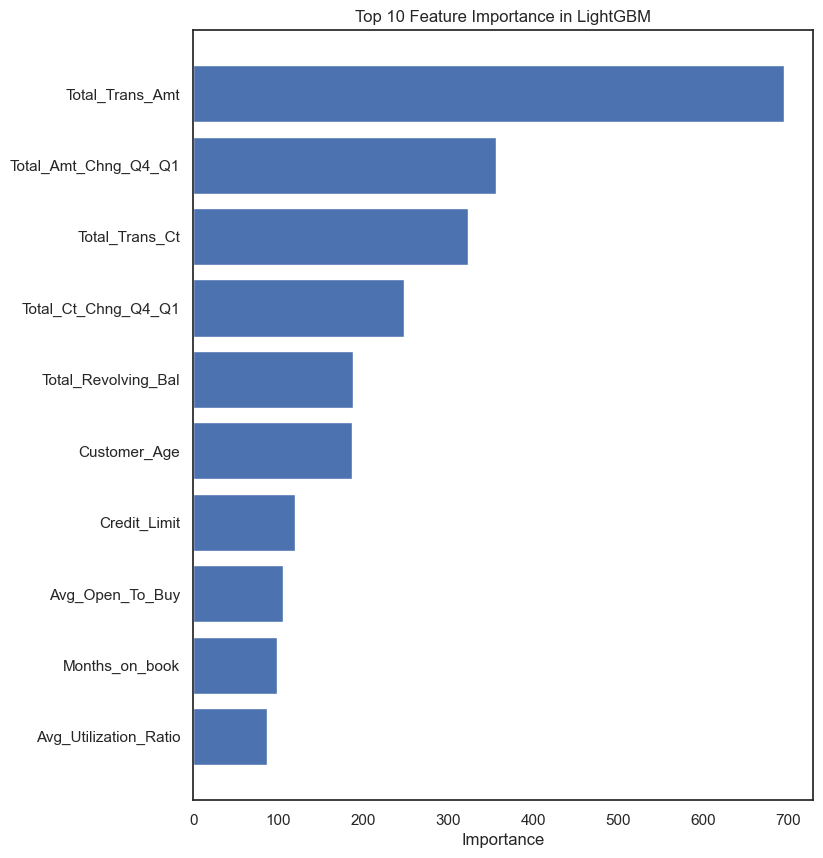 Top 10 Feature Importance in LightGBM
Total_Trans_Amt
Total_Amt_Chng_Q4_Q1
Total_Trans_Ct
Total_Ct_Chng_Q4_Q1
Total_Revolving_Bal
Customer_Age
Credit_Limit
Avg_Open_To_Buy
Months_on_book
Avg_Utilization_Ratio
0 100 200 300 400 500 600 700
Importance